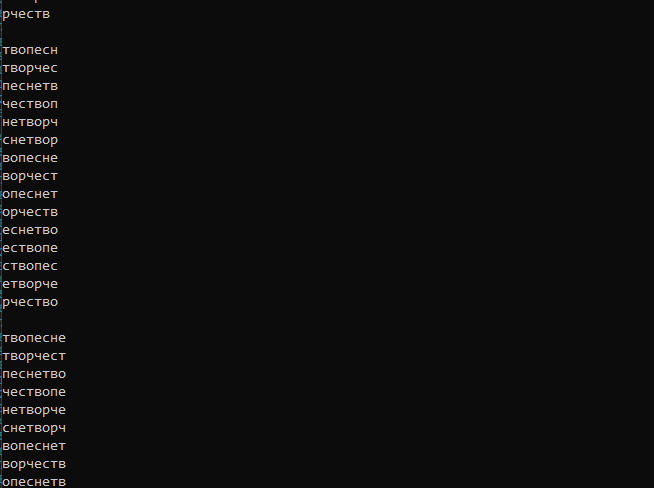 рчеств
твопесн
творчес
песнетв
чествоп
нетворч
снетвор
вопесне
ворчест
опеснет
орчеств
еснетво
ествопе
ствопес
етворче
рчество
твопесне
творчест
песнетво
чествопе
нетворче
снетворч
вопеснет
ворчеств
опеснетв